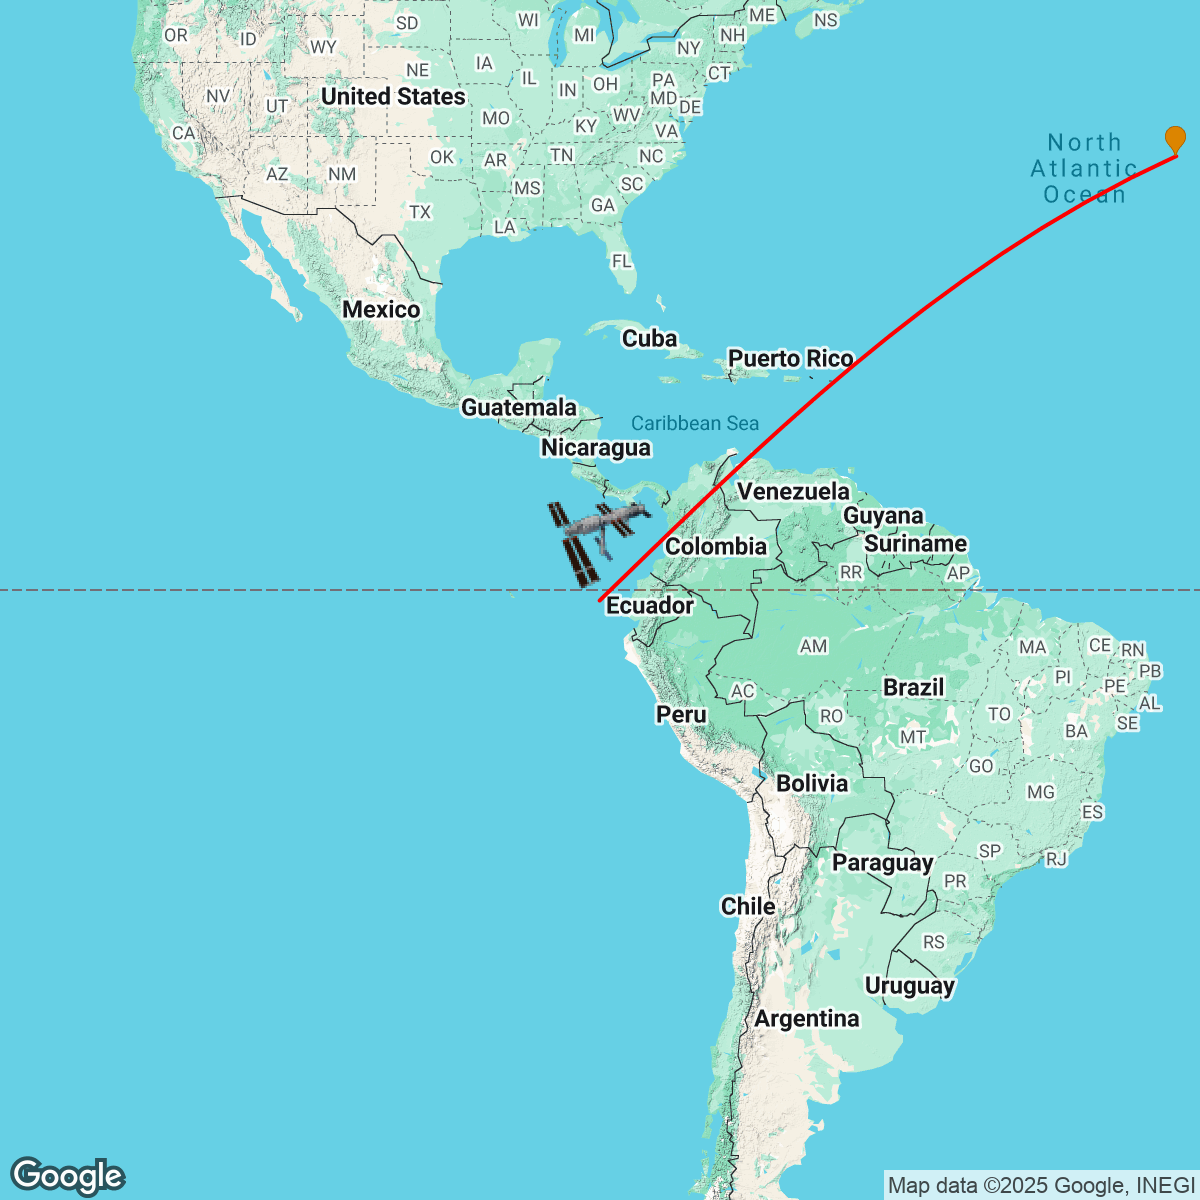 ME
NS
WI
OR
SD
MI
NH
ID
WY
NY
IA
NE
CT
IL
PA
OH
IN
NV
United States
MD
UT
DE
MO
WV
KY
VA
CA
North
Atlantic
Ocean
OK
AR
TN
NC
AZ
NM
MS
SC
GA
TX
LA
FL
Mexico
Cuba
Puerto Rico
Guatemala
Caribbean Sea
Nicaragua
Venezuela
Guyana
Colombia
Suriname
RR
AP
Ecuador
AM
MA
CE
RN
PB
PI
PE
AC
Brazil
AL
Peru
RO
TO
SE
MT
BA
GO
Bolivia
MG
ES
SP
RJ
Paraguay
PR
Chile
RS
Uruguay
Argentina
Google
Map data ©2025 Google, INEGI